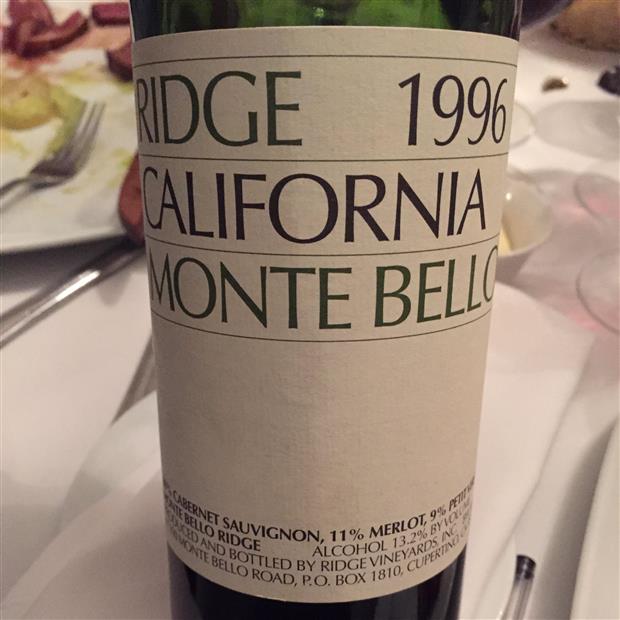 RIDGE 1996
CALIFORNIA
MONTE BELLO
% CABERNET SAUVIGNON, 11% MERLOT, 9% PETIT
MONTE BELLO RIDGE ALCOHOL 13.2% BY VOLUME
PRODUCED AND BOTTLED BY RIDGE VINEYARDS, INC.
MONTE BELLO ROAD, P.O. BOX 1810, CUPERTINO,